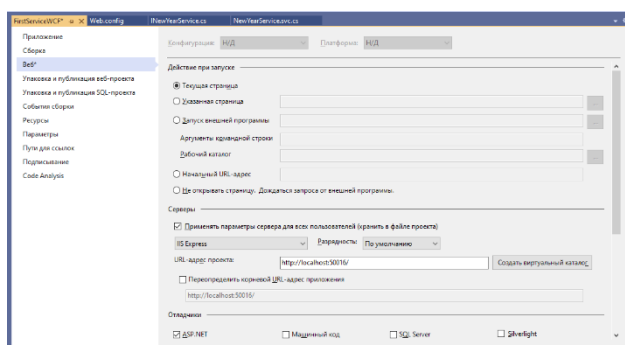 FirstServiceWCF* Web.config INewYearService.cs NewYearService.svc.cs
Приложение
Сборка
Веб*
Упаковка и публикация веб-проекта
Упаковка и публикация SQL-проекта
События сборки
Ресурсы
Параметры
Пути для ссылок
Подписывание
Code Analysis
Конфигурация: Н/Д Платформа: Н/Д
Действие при запуске
Текущая страница
Указанная страница
...
Запуск внешней программы
...
Аргументы командной строки
Рабочий каталог
...
Начальный URL-адрес
Не открывать страницу. Дождаться запроса от внешней программы.
Серверы
Применять параметры сервера для всех пользователей (хранить в файле проекта)
IIS Express Разрядность: По умолчанию
URL-адрес проекта: http://localhost:50016/ Создать виртуальный каталог
Переопределить корневой URL-адрес приложения
http://localhost:50016/
Отладчики
ASP.NET Машинный код SQL Server Silverlight